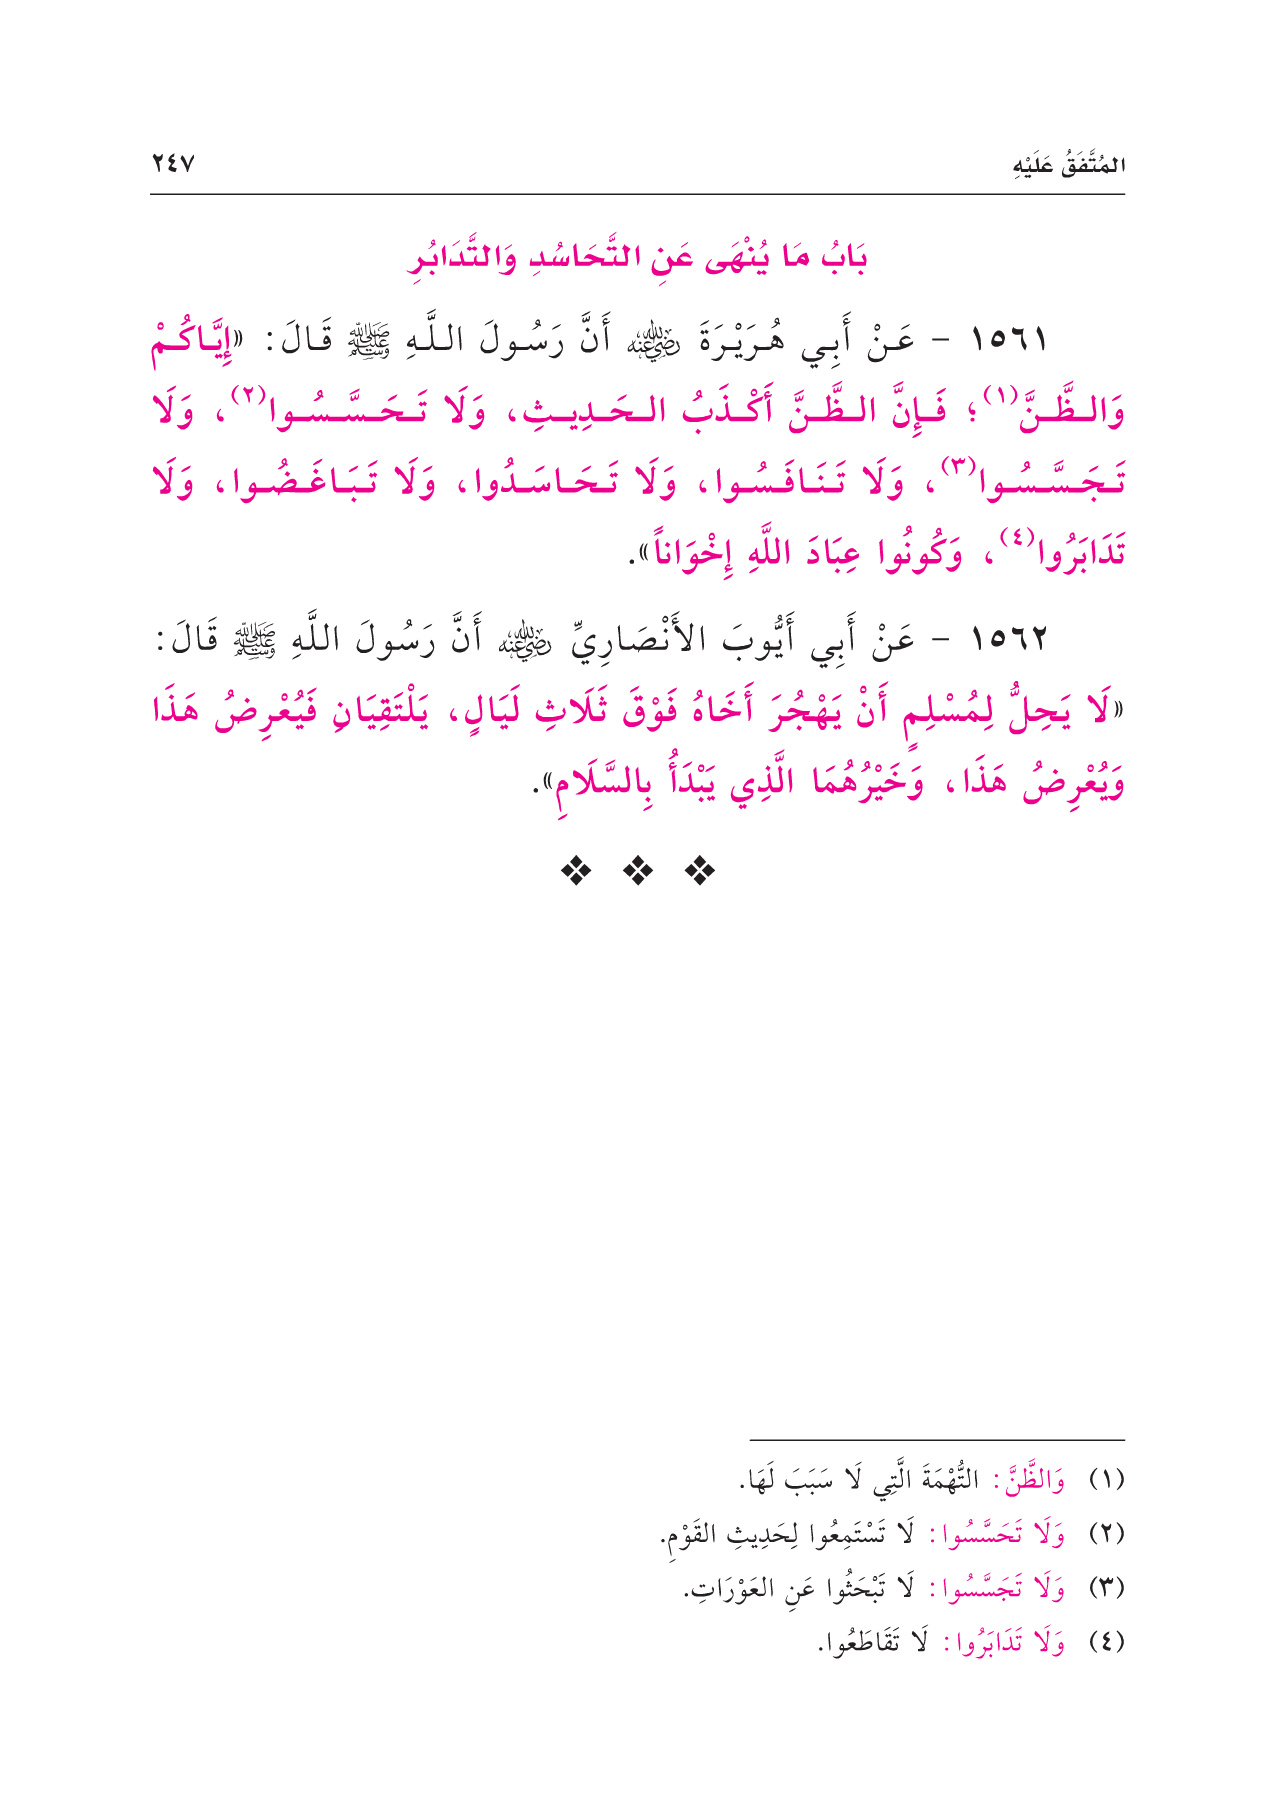 المُتَّفَقُ عَلَيْهِ ٢٤٧
بَابُ مَا يُنْهَى عَنِ التَّحَاسُدِ وَالتَّدَابُرِ
١٥٦١ - عَنْ أَبِي هُرَيْرَةَ رضي الله عنه أَنَّ رَسُولَ اللَّهِ ﷺ قَالَ: «إِيَّاكُمْ
وَالظَّنَّ(١)؛ فَإِنَّ الظَّنَّ أَكْذَبُ الحَدِيثِ، وَلَا تَحَسَّسُوا(٢)، وَلَا
تَجَسَّسُوا(٣)، وَلَا تَنَافَسُوا، وَلَا تَحَاسَدُوا، وَلَا تَبَاغَضُوا، وَلَا
تَدَابَرُوا(٤)، وَكُونُوا عِبَادَ اللَّهِ إِخْوَاناً».
١٥٦٢ - عَنْ أَبِي أَيُّوبَ الأَنْصَارِيِّ رضي الله عنه أَنَّ رَسُولَ اللَّهِ ﷺ قَالَ:
«لَا يَحِلُّ لِمُسْلِمٍ أَنْ يَهْجُرَ أَخَاهُ فَوْقَ ثَلَاثِ لَيَالٍ، يَلْتَقِيَانِ فَيُعْرِضُ هَذَا
وَيُعْرِضُ هَذَا، وَخَيْرُهُمَا الَّذِي يَبْدَأُ بِالسَّلَامِ».
(١) وَالظَّنَّ: التُّهْمَةَ الَّتِي لَا سَبَبَ لَهَا.
(٢) وَلَا تَحَسَّسُوا: لَا تَسْتَمِعُوا لِحَدِيثِ القَوْمِ.
(٣) وَلَا تَجَسَّسُوا: لَا تَبْحَثُوا عَنِ العَوْرَاتِ.
(٤) وَلَا تَدَابَرُوا: لَا تَقَاطَعُوا.